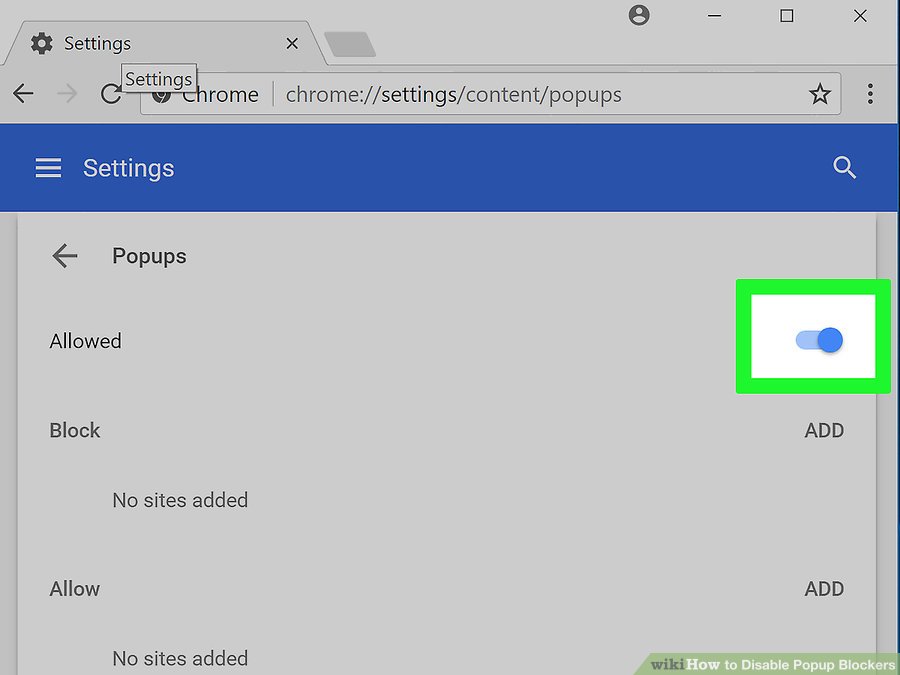 Settings
Settings
Chrome chrome://settings/content/popups
Settings
Popups
Allowed
Block ADD
No sites added
Allow ADD
No sites added
wikiHow to Disable Popup Blockers